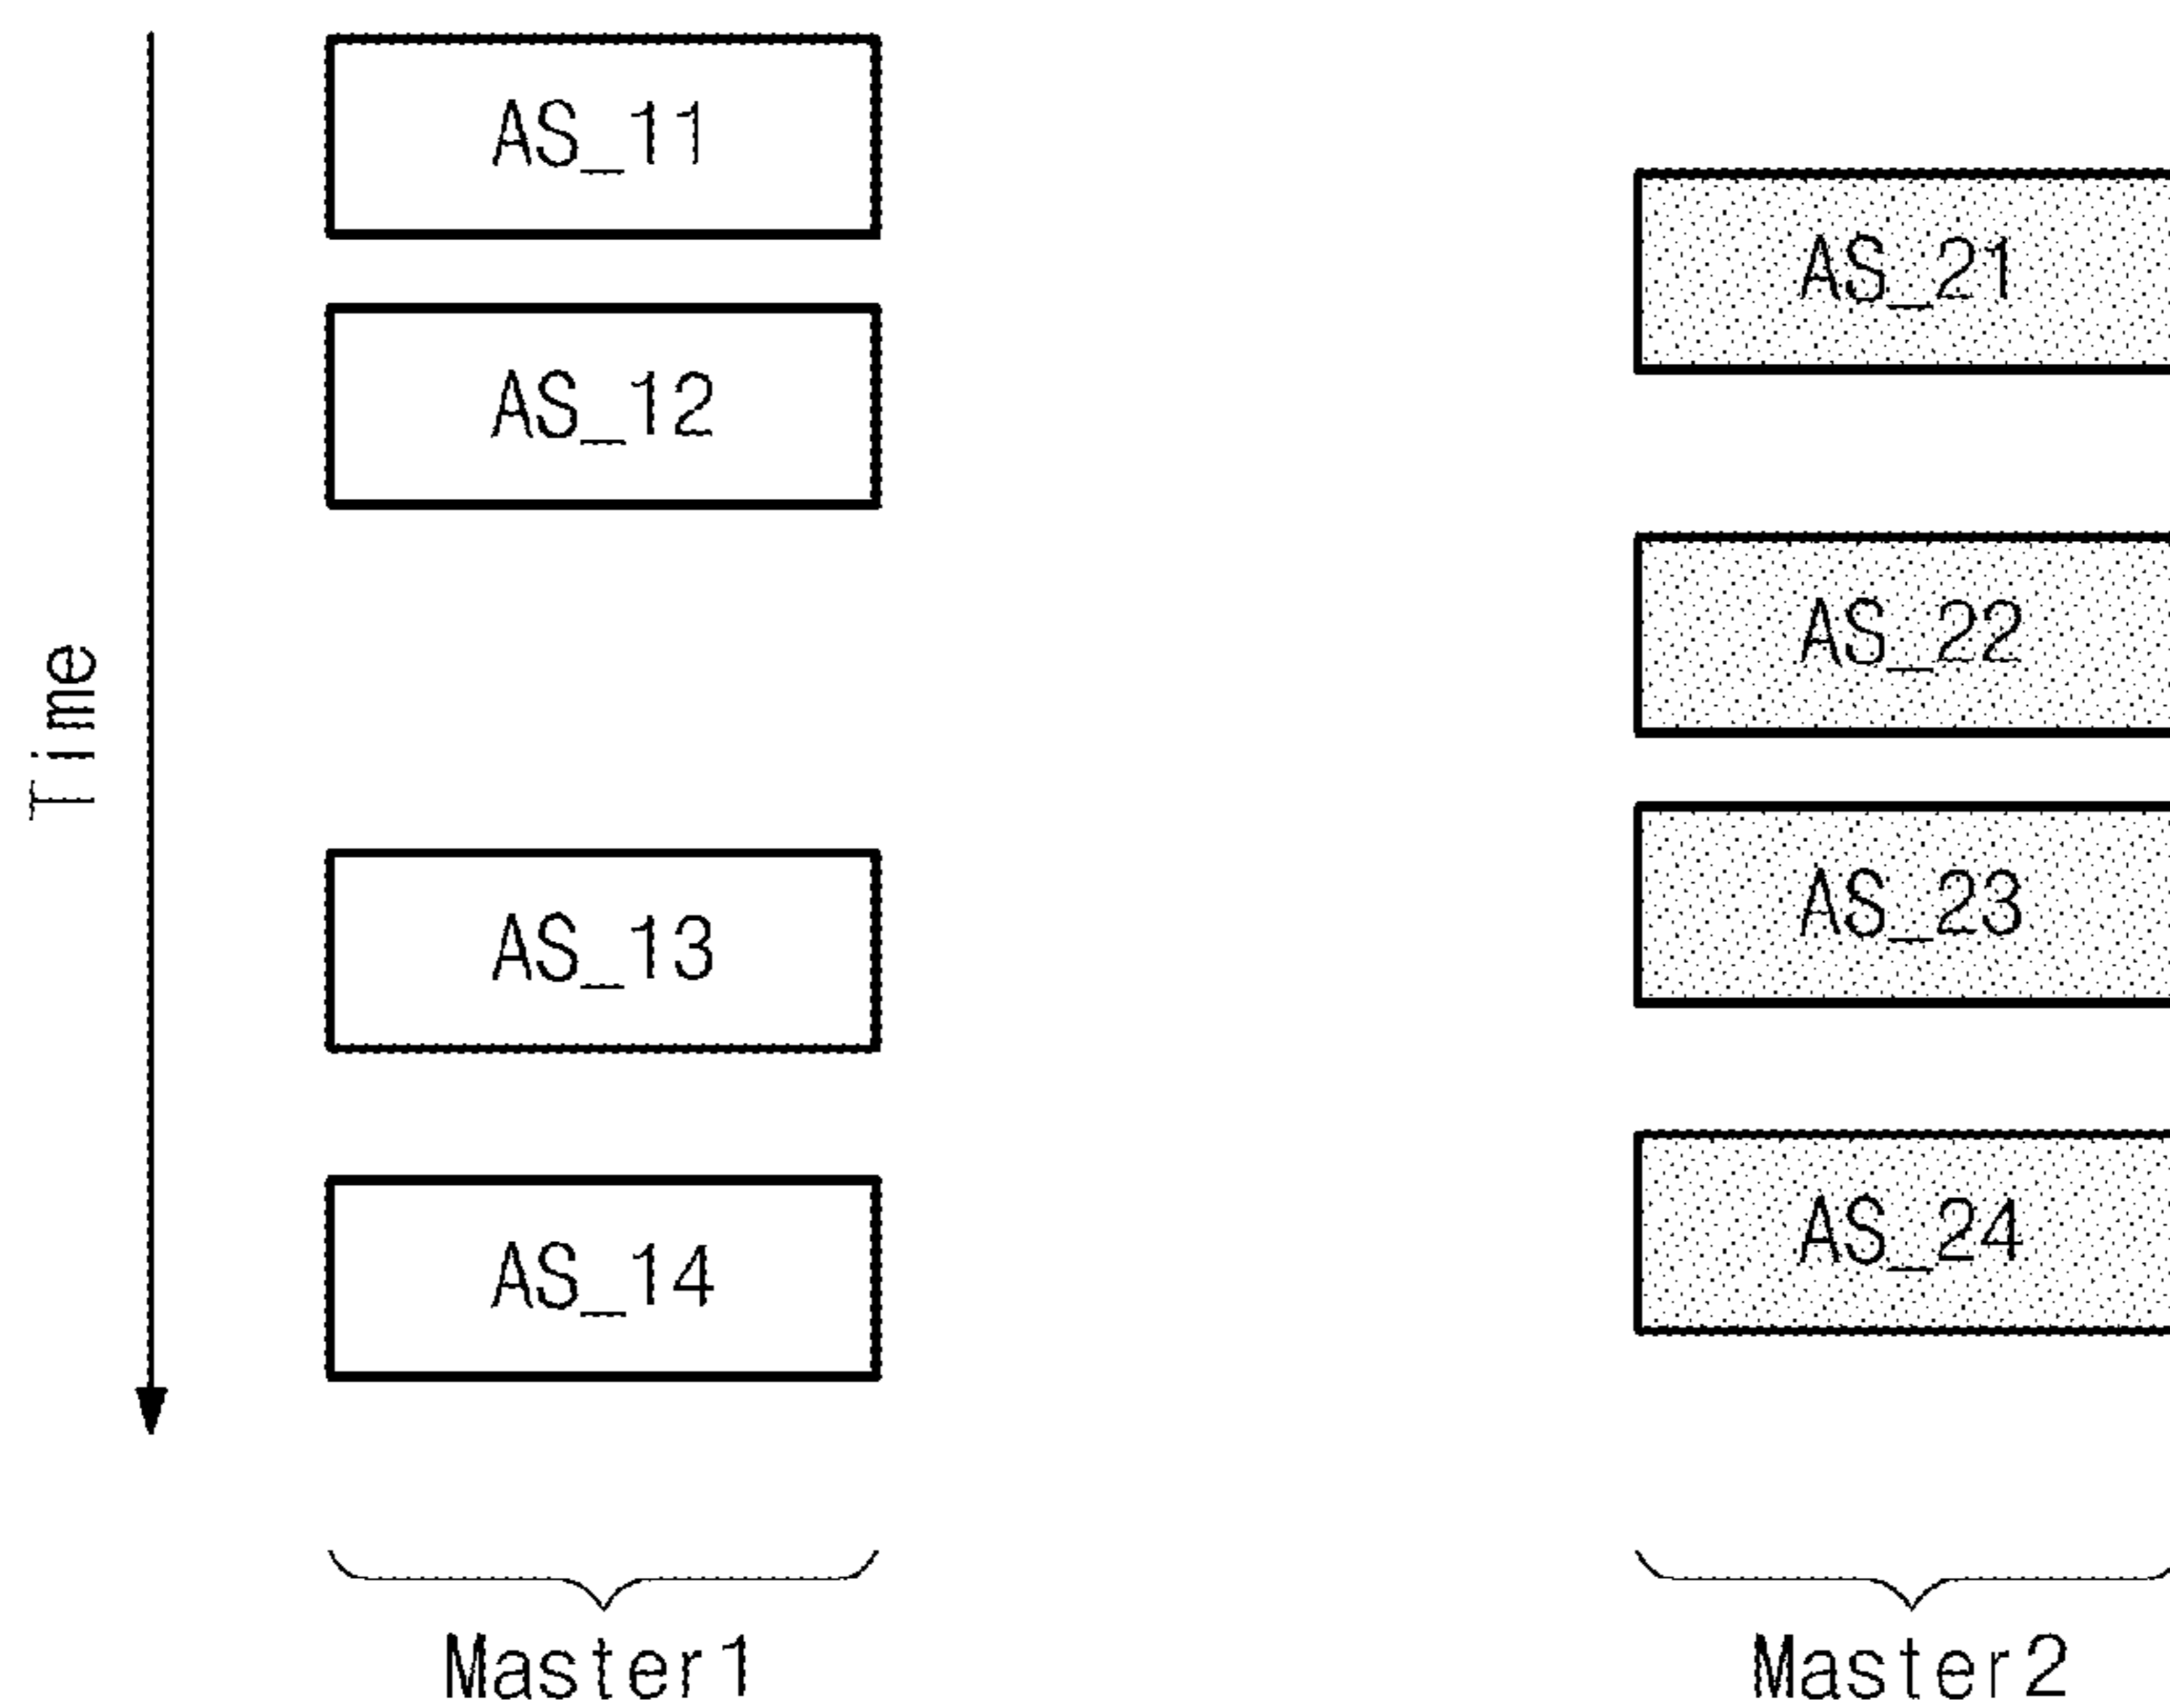 AS_11
AS_21
AS_12
AS_22
AS_23
AS_13
AS_24
AS_14
Time
Master1
Master2